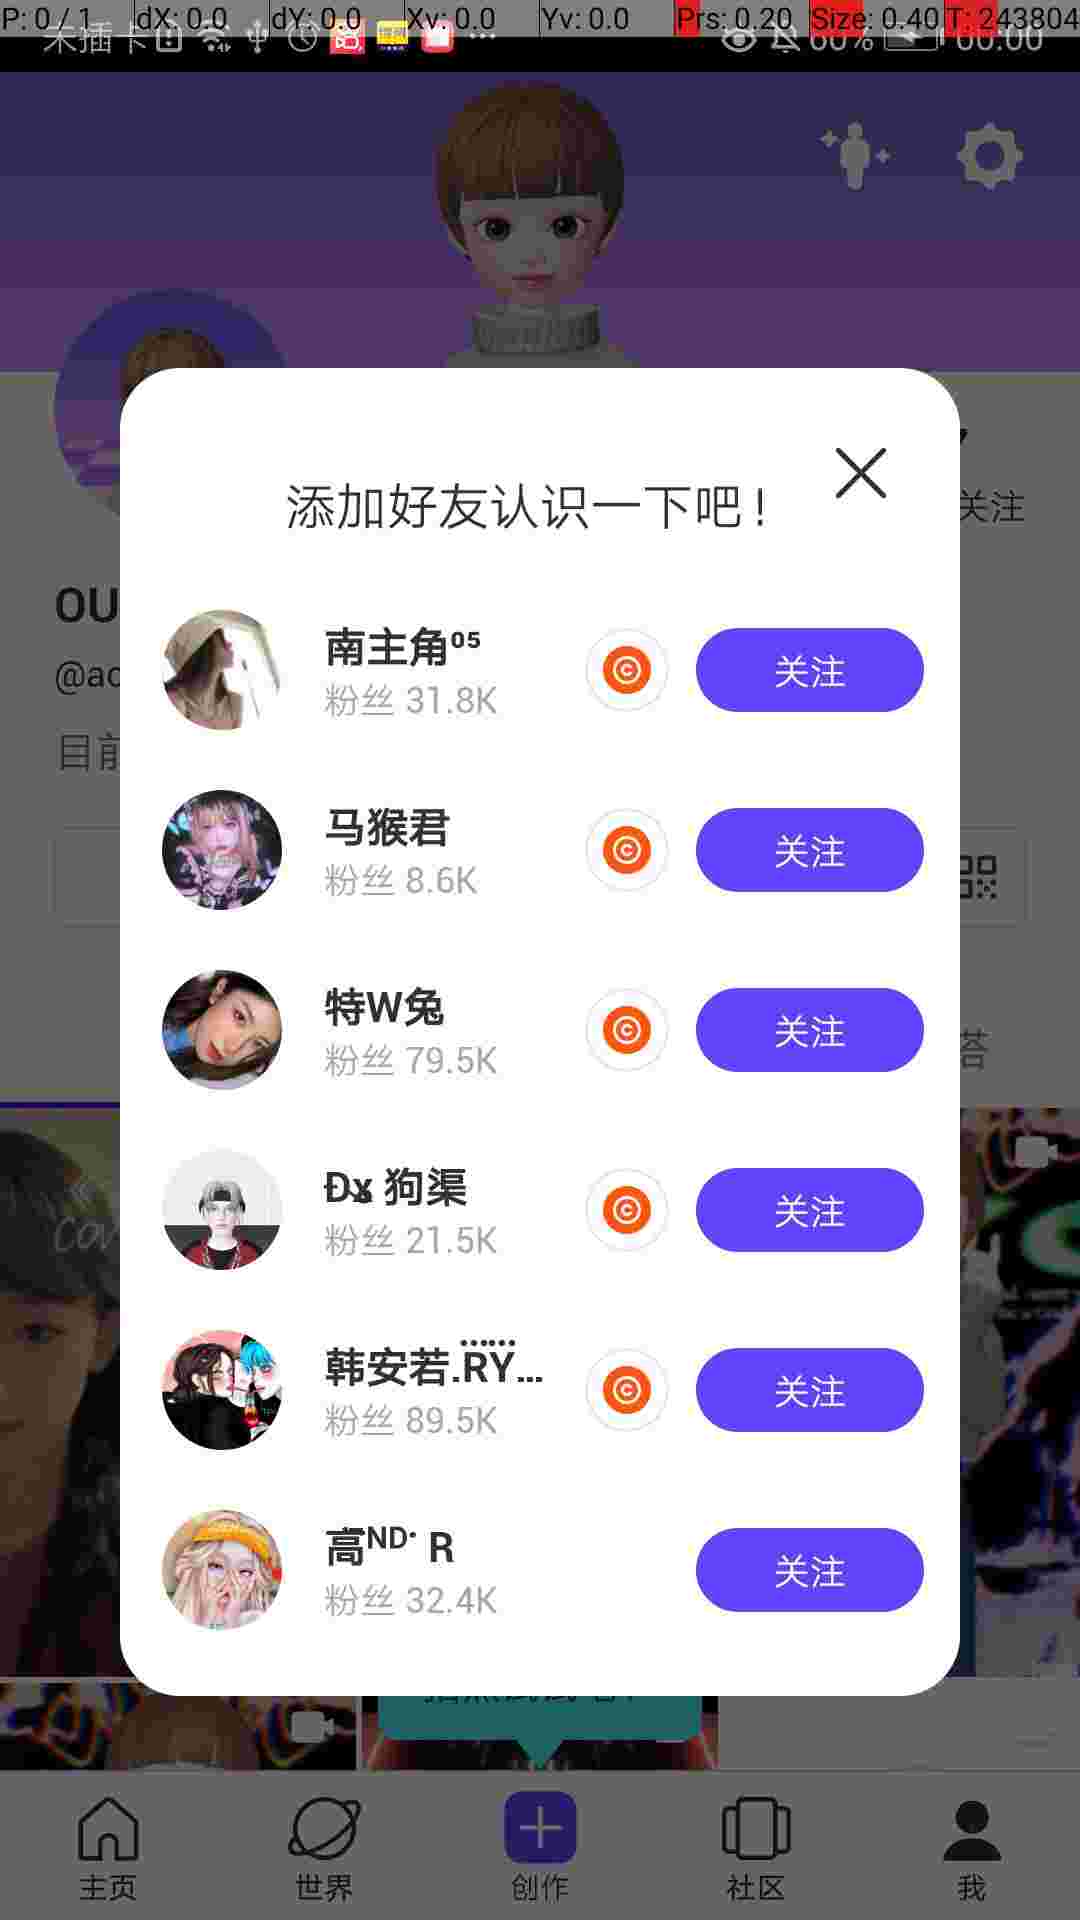 P: 0 / 1 dX: 0.0 dY: 0.0 Xv: 0.0 Yv: 0.0 Prs: 0.20 Size: 0.40 T: 243804
未插卡 60% 00:00
添加好友认识一下吧！
关注
南主角⁰⁵
粉丝 31.8K
关注
OU
@ac
目前
马猴君
粉丝 8.6K
关注
特W兔
粉丝 79.5K
关注
答
狗渠
粉丝 21.5K
关注
韩安若.RY...
粉丝 89.5K
关注
高ᴺᴰ· R
粉丝 32.4K
关注
主页
世界
创作
社区
我